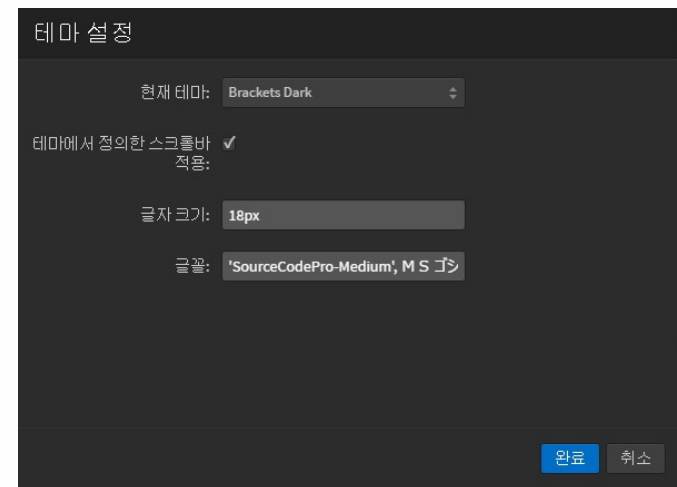 테마 설정
현재 테마: Brackets Dark
테마에서 정의한 스크롤바
적용:
글자 크기: 18px
글꼴: 'SourceCodePro-Medium', ＭＳ ゴシ
완료 취소